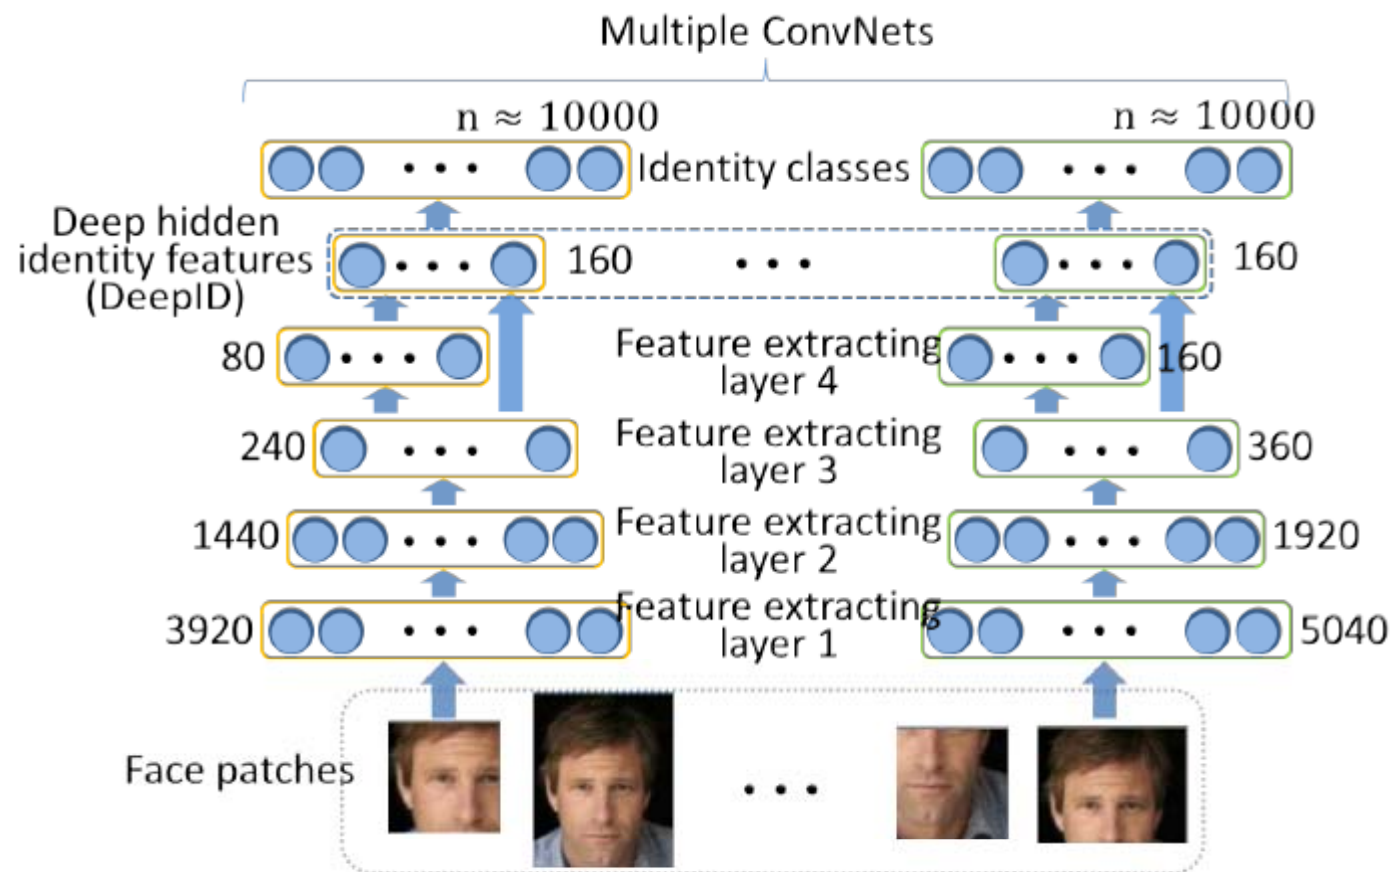 Multiple ConvNets
n ≈ 10000
n ≈ 10000
Identity classes
Deep hidden
identity features
(DeepID)
160
160
80
Feature extracting
layer 4
160
240
Feature extracting
layer 3
360
1440
Feature extracting
layer 2
1920
3920
Feature extracting
layer 1
5040
Face patches